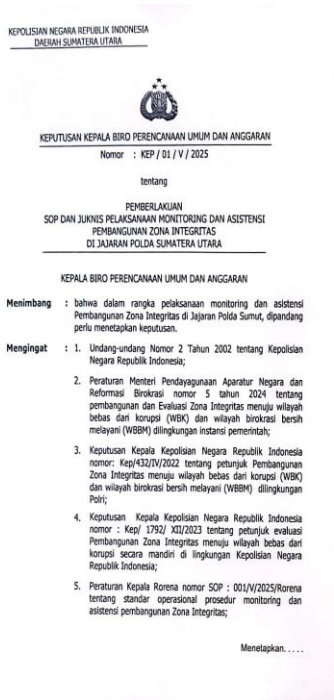 KEPOLISIAN NEGARA REPUBLIK INDONESIA
DAERAH SUMATERA UTARA
KEPUTUSAN KEPALA BIRO PERENCANAAN UMUM DAN ANGGARAN
Nomor : KEP / 01 / V / 2025
tentang
PEMBERLAKUAN
SOP DAN JUKNIS PELAKSANAAN MONITORING DAN ASISTENSI
PEMBANGUNAN ZONA INTEGRITAS
DI JAJARAN POLDA SUMATERA UTARA
KEPALA BIRO PERENCANAAN UMUM DAN ANGGARAN
Menimbang : bahwa dalam rangka pelaksanaan monitoring dan asistensi
Pembangunan Zona Integritas di Jajaran Polda Sumut, dipandang
perlu menetapkan keputusan.
Mengingat : 1. Undang-undang Nomor 2 Tahun 2002 tentang Kepolisian
Negara Republik Indonesia;
2. Peraturan Menteri Pendayagunaan Aparatur Negara dan
Reformasi Birokrasi nomor 5 tahun 2024 tentang
pembangunan dan Evaluasi Zona Integritas menuju wilayah
bebas dari korupsi (WBK) dan wilayah birokrasi bersih
melayani (WBBM) dilingkungan instansi pemerintah;
3. Keputusan Kepala Kepolisian Negara Republik Indonesia
nomor: Kep/432/IV/2022 tentang petunjuk Pembangunan
Zona Integritas menuju wilayah bebas dari korupsi (WBK)
dan wilayah birokrasi bersih melayani (WBBM) dilingkungan
Polri;
4. Keputusan Kepala Kepolisian Negara Republik Indonesia
nomor : Kep/ 1792/ XII/2023 tentang petunjuk evaluasi
Pembangunan Zona Integritas menuju wilayah bebas dari
korupsi secara mandiri di lingkungan Kepolisian Negara
Republik Indonesia;
5. Peraturan Kepala Rorena nomor SOP : 001/V/2025/Rorena
tentang standar operasional prosedur monitoring dan
asistensi pembangunan Zona Integritas;
Menetapkan.....